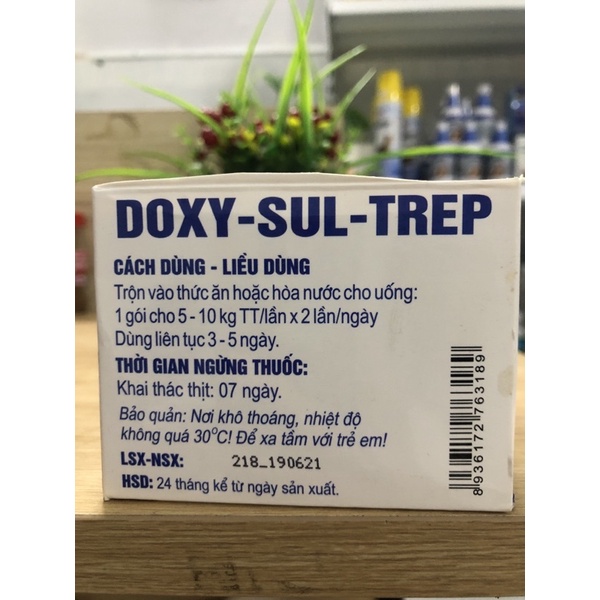 DOXY-SUL-TREP
CÁCH DÙNG - LIỀU DÙNG
Trộn vào thức ăn hoặc hòa nước cho uống:
1 gói cho 5 - 10 kg TT/lần x 2 lần/ngày
Dùng liên tục 3 - 5 ngày.
THỜI GIAN NGỪNG THUỐC:
Khai thác thịt: 07 ngày.
Bảo quản: Nơi khô thoáng, nhiệt độ
không quá 30°C! Để xa tầm với trẻ em!
LSX-NSX: 218_190621
HSD: 24 tháng kể từ ngày sản xuất.
8936172763189